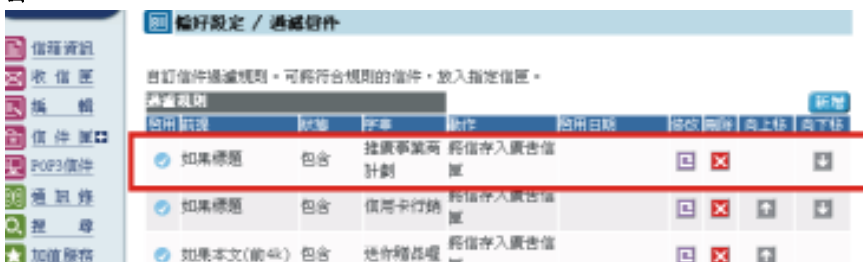 偏好設定 / 過濾信件
信箱資訊
收信匣
編輯
信件匣
POP3信件
通訊錄
搜尋
加值服務
自訂信件過濾規則。可將符合規則的信件，放入指定信匣。
過濾規則
新增
啟用 前提 狀態 字串 動作 啟用日期 修改 刪除 向上移 向下移
如果標題 包含 推廣事業商計劃 將信存入廣告信匣
如果標題 包含 信用卡行銷 將信存入廣告信匣
如果本文(前4k) 包含 迷你贈品喔 將信存入廣告信